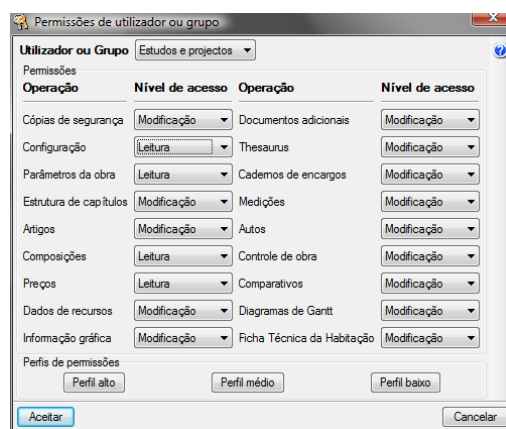 Permissões de utilizador ou grupo
Utilizador ou Grupo Estudos e projectos
Permissões
Operação Nível de acesso Operação Nível de acesso
Cópias de segurança Modificação Documentos adicionais Modificação
Configuração Leitura Thesaurus Modificação
Parâmetros da obra Leitura Cadernos de encargos Modificação
Estrutura de capítulos Modificação Medições Modificação
Artigos Modificação Autos Modificação
Composições Leitura Controle de obra Modificação
Preços Leitura Comparativos Modificação
Dados de recursos Modificação Diagramas de Gantt Modificação
Informação gráfica Modificação Ficha Técnica da Habitação Modificação
Perfis de permissões
Perfil alto Perfil médio Perfil baixo
Aceitar Cancelar